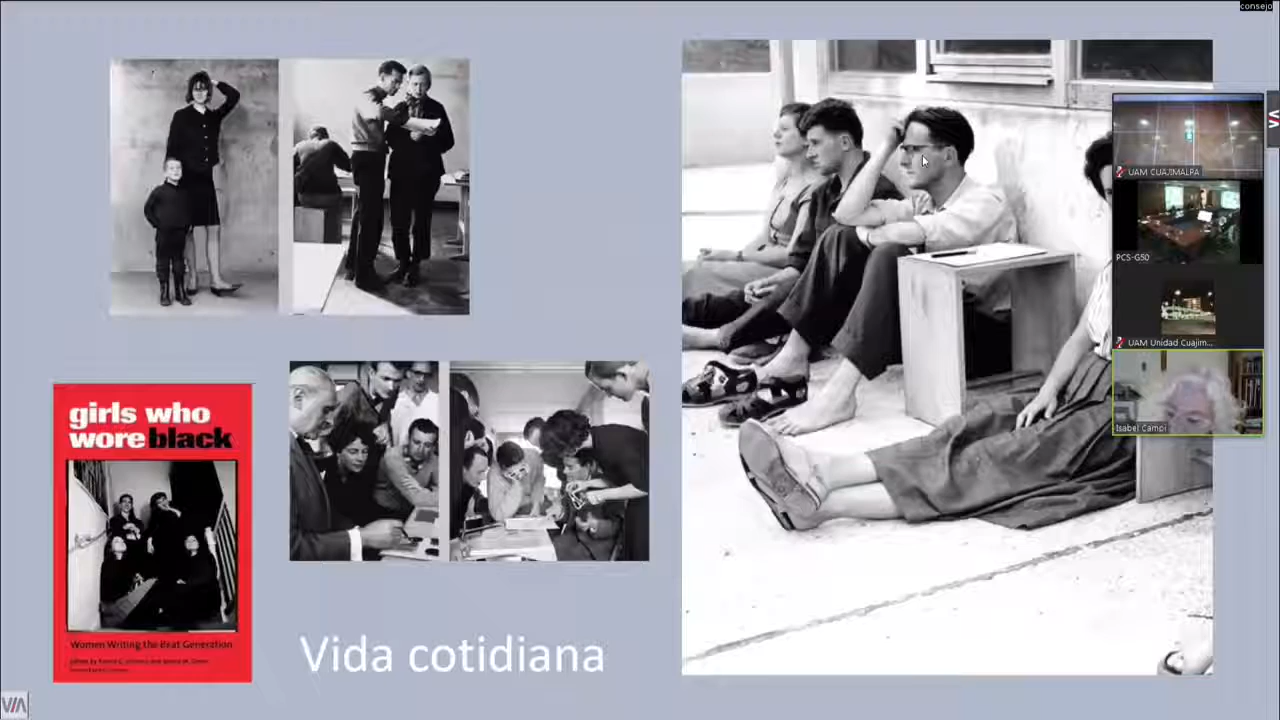 consejo
UAM CUAJIMALPA
PCS-G50
UAM Unidad Cuajim...
Isabel Campi
girls who
wore black
Women Writing the Beat Generation
Vida cotidiana
VIA